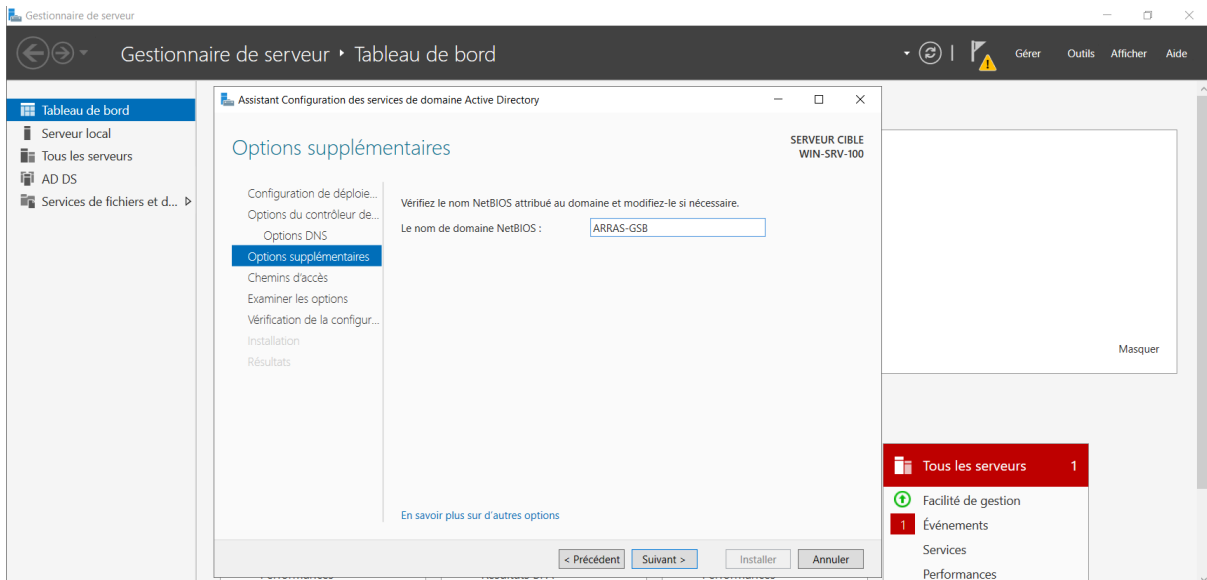 Gestionnaire de serveur
Gestionnaire de serveur ‣ Tableau de bord
Gérer Outils Afficher Aide
Tableau de bord
Serveur local
Tous les serveurs
AD DS
Services de fichiers et d...
Assistant Configuration des services de domaine Active Directory
Options supplémentaires
SERVEUR CIBLE
WIN-SRV-100
Configuration de déploie...
Options du contrôleur de...
Options DNS
Options supplémentaires
Chemins d'accès
Examiner les options
Vérification de la configur...
Installation
Résultats
Vérifiez le nom NetBIOS attribué au domaine et modifiez-le si nécessaire.
Le nom de domaine NetBIOS : ARRAS-GSB
En savoir plus sur d'autres options
< Précédent Suivant > Installer Annuler
Masquer
Tous les serveurs 1
Facilité de gestion
1 Événements
Services
Performances